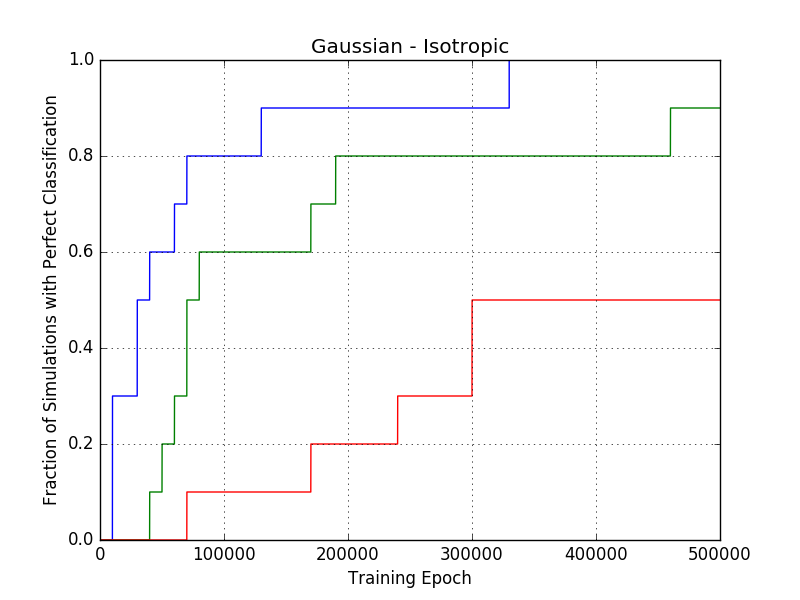 Gaussian - Isotropic
Fraction of Simulations with Perfect Classification
1.0
0.8
0.6
0.4
0.2
0.0
0 100000 200000 300000 400000 500000
Training Epoch